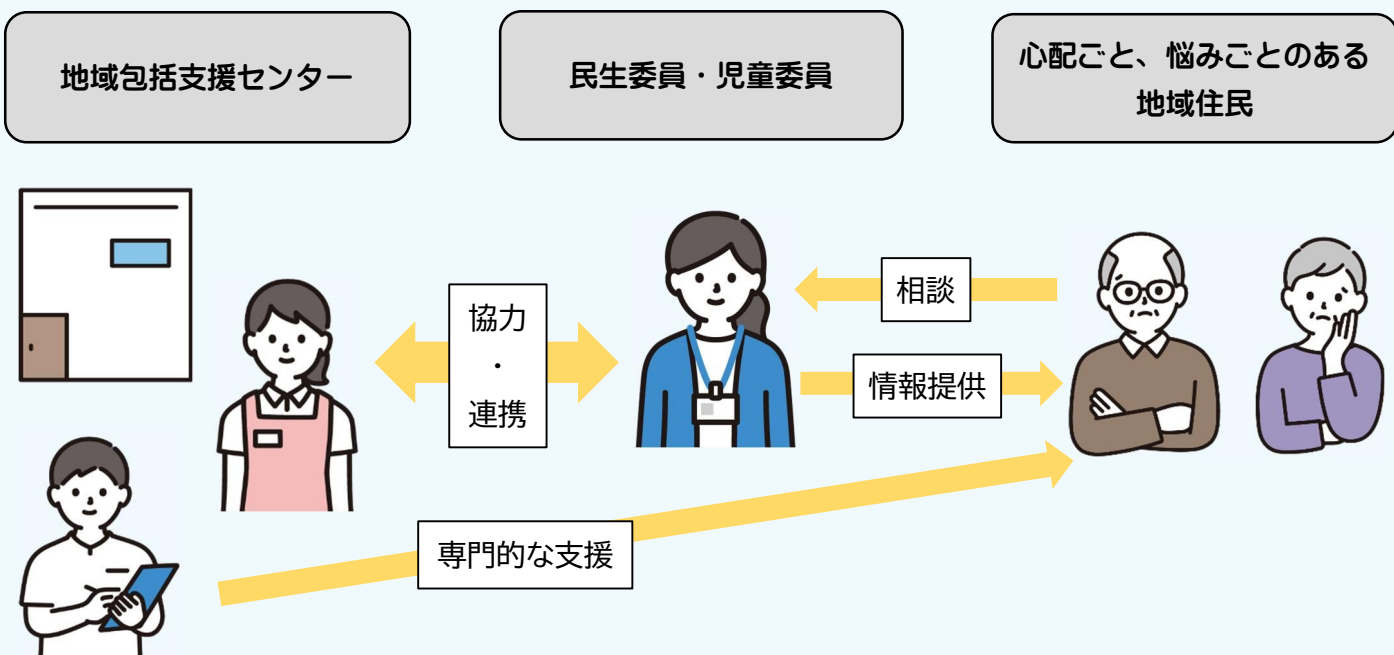 地域包括支援センター
民生委員・児童委員
心配ごと、悩みごとのある
地域住民
協力
・
連携
相談
情報提供
専門的な支援